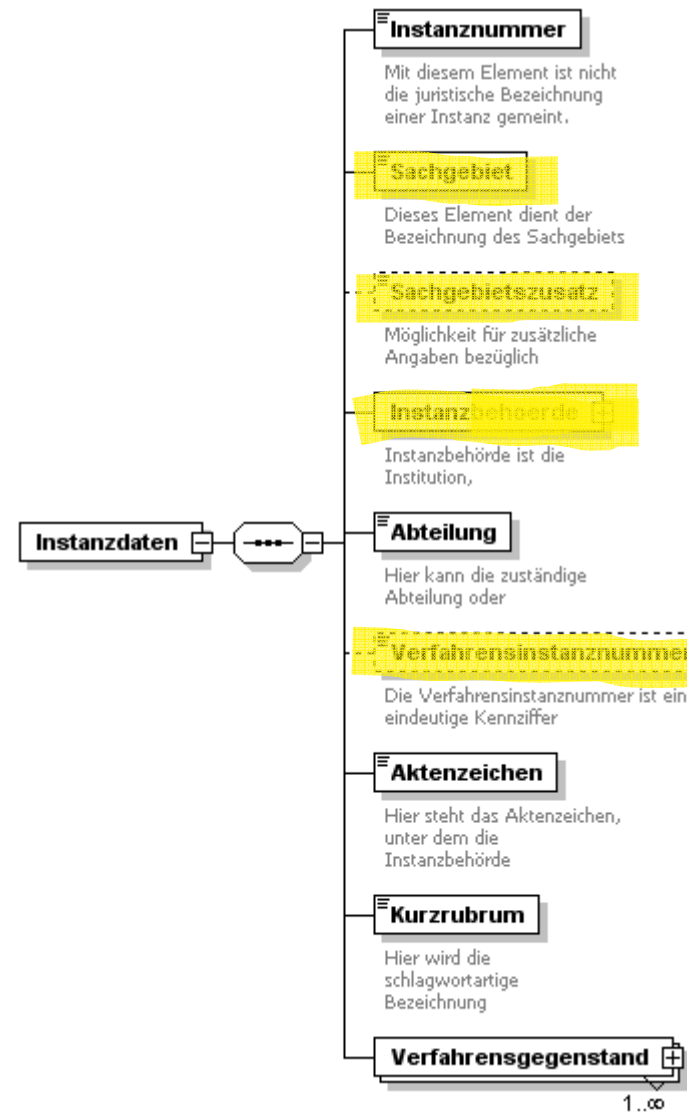 Instanznummer
Mit diesem Element ist nicht
die juristische Bezeichnung
einer Instanz gemeint.
Sachgebiet
Dieses Element dient der
Bezeichnung des Sachgebiets
Sachgebietszusatz
Möglichkeit für zusätzliche
Angaben bezüglich
Instanzbehoerde
Instanzbehörde ist die
Institution,
Instanzdaten
Abteilung
Hier kann die zuständige
Abteilung oder
Verfahrensinstanznummer
Die Verfahrensinstanznummer ist ein
eindeutige Kennziffer
Aktenzeichen
Hier steht das Aktenzeichen,
unter dem die
Instanzbehörde
Kurzrubrum
Hier wird die
schlagwortartige
Bezeichnung
Verfahrensgegenstand
1..∞